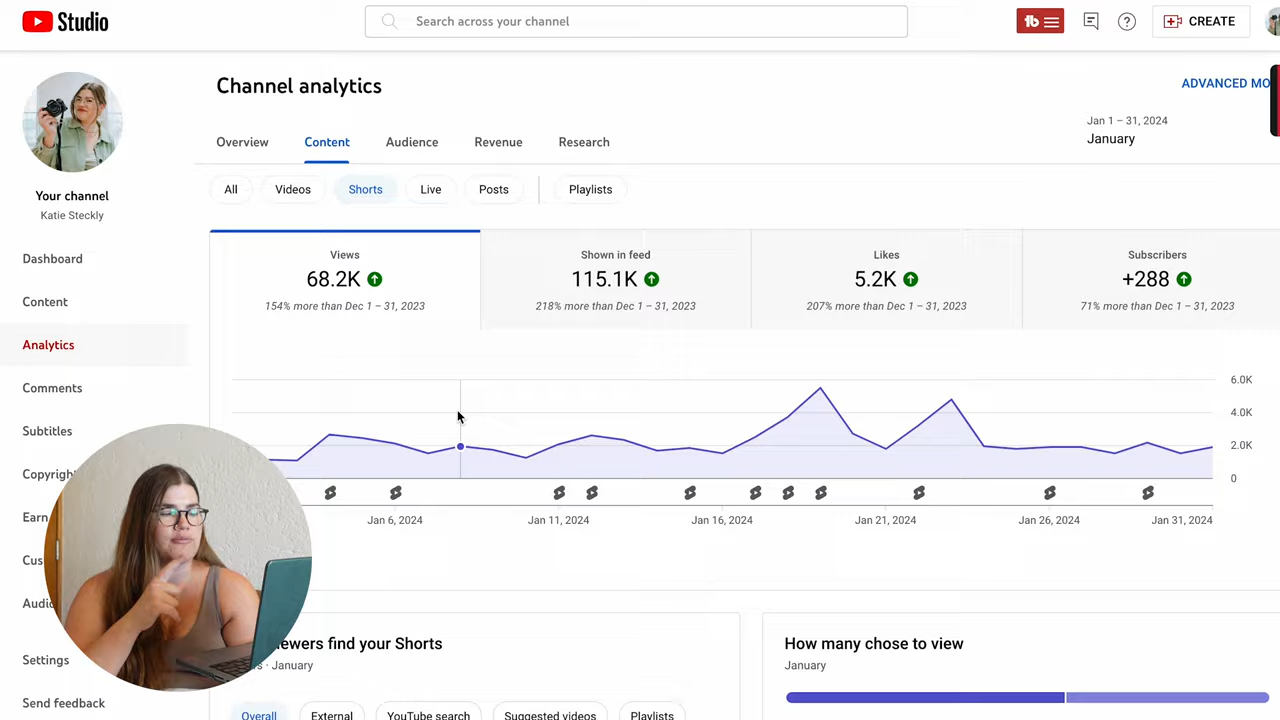 Studio
Search across your channel
CREATE
Channel analytics
ADVANCED MO
Jan 1 – 31, 2024
January
Overview
Content
Audience
Revenue
Research
All
Videos
Shorts
Live
Posts
Playlists
Your channel
Katie Steckly
Dashboard
Content
Analytics
Comments
Subtitles
Copyrigh
Earn
Cus
Audio
Settings
Send feedback
Views
68.2K
154% more than Dec 1 – 31, 2023
Shown in feed
115.1K
218% more than Dec 1 – 31, 2023
Likes
5.2K
207% more than Dec 1 – 31, 2023
Subscribers
+288
71% more than Dec 1 – 31, 2023
6.0K
4.0K
2.0K
0
Jan 6, 2024
Jan 11, 2024
Jan 16, 2024
Jan 21, 2024
Jan 26, 2024
Jan 31, 2024
ewers find your Shorts
s · January
Overall
External
YouTube search
Suggested videos
Playlists
How many chose to view
January